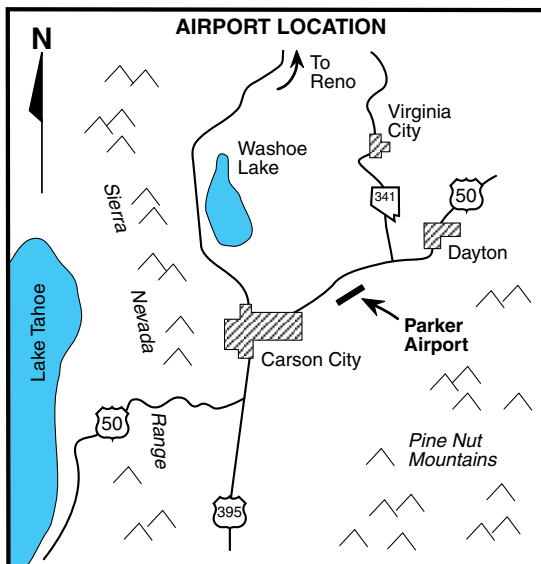 AIRPORT LOCATION
N
To
Reno
Virginia
City
Washoe
Lake
341
50
Dayton
Sierra
Nevada
Range
Lake Tahoe
Parker
Airport
Carson City
50
Pine Nut
Mountains
395